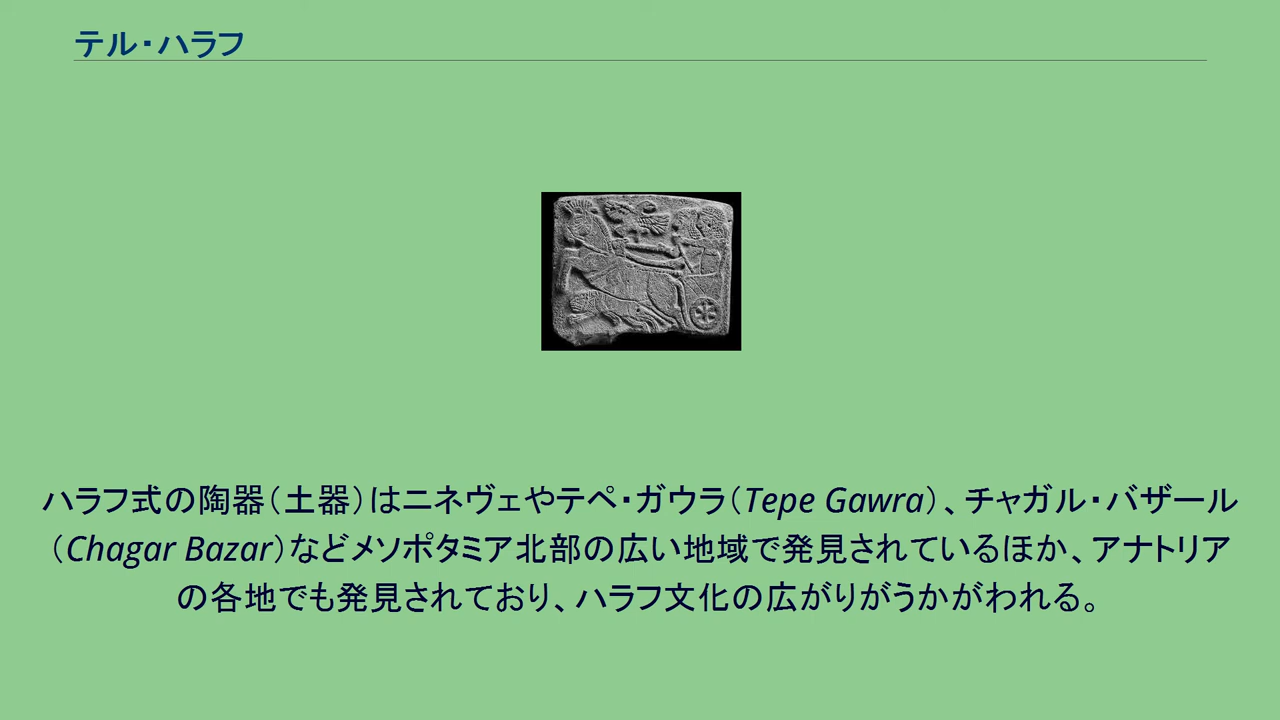 テル・ハラフ
ハラフ式の陶器（土器）はニネヴェやテペ・ガウラ（Tepe Gawra）、チャガル・バザール
（Chagar Bazar）などメソポタミア北部の広い地域で発見されているほか、アナトリア
の各地でも発見されており、ハラフ文化の広がりがうかがわれる。